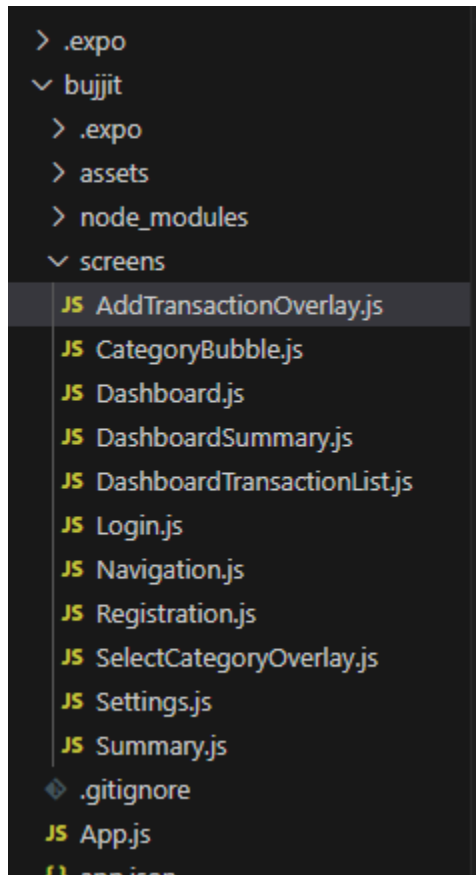 .expo
bujjit
.expo
assets
node_modules
screens
JS AddTransactionOverlay.js
JS CategoryBubble.js
JS Dashboard.js
JS DashboardSummary.js
JS DashboardTransactionList.js
JS Login.js
JS Navigation.js
JS Registration.js
JS SelectCategoryOverlay.js
JS Settings.js
JS Summary.js
.gitignore
JS App.js
{} app.json